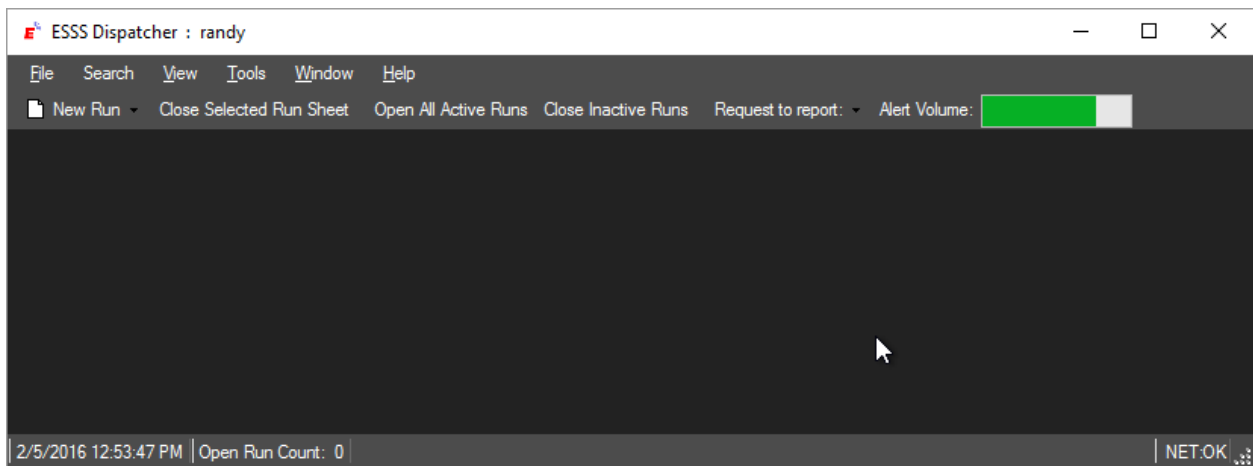 E ESSS Dispatcher : randy
File Search View Tools Window Help
New Run Close Selected Run Sheet Open All Active Runs Close Inactive Runs Request to report: Alert Volume:
2/5/2016 12:53:47 PM Open Run Count: 0 NET:OK